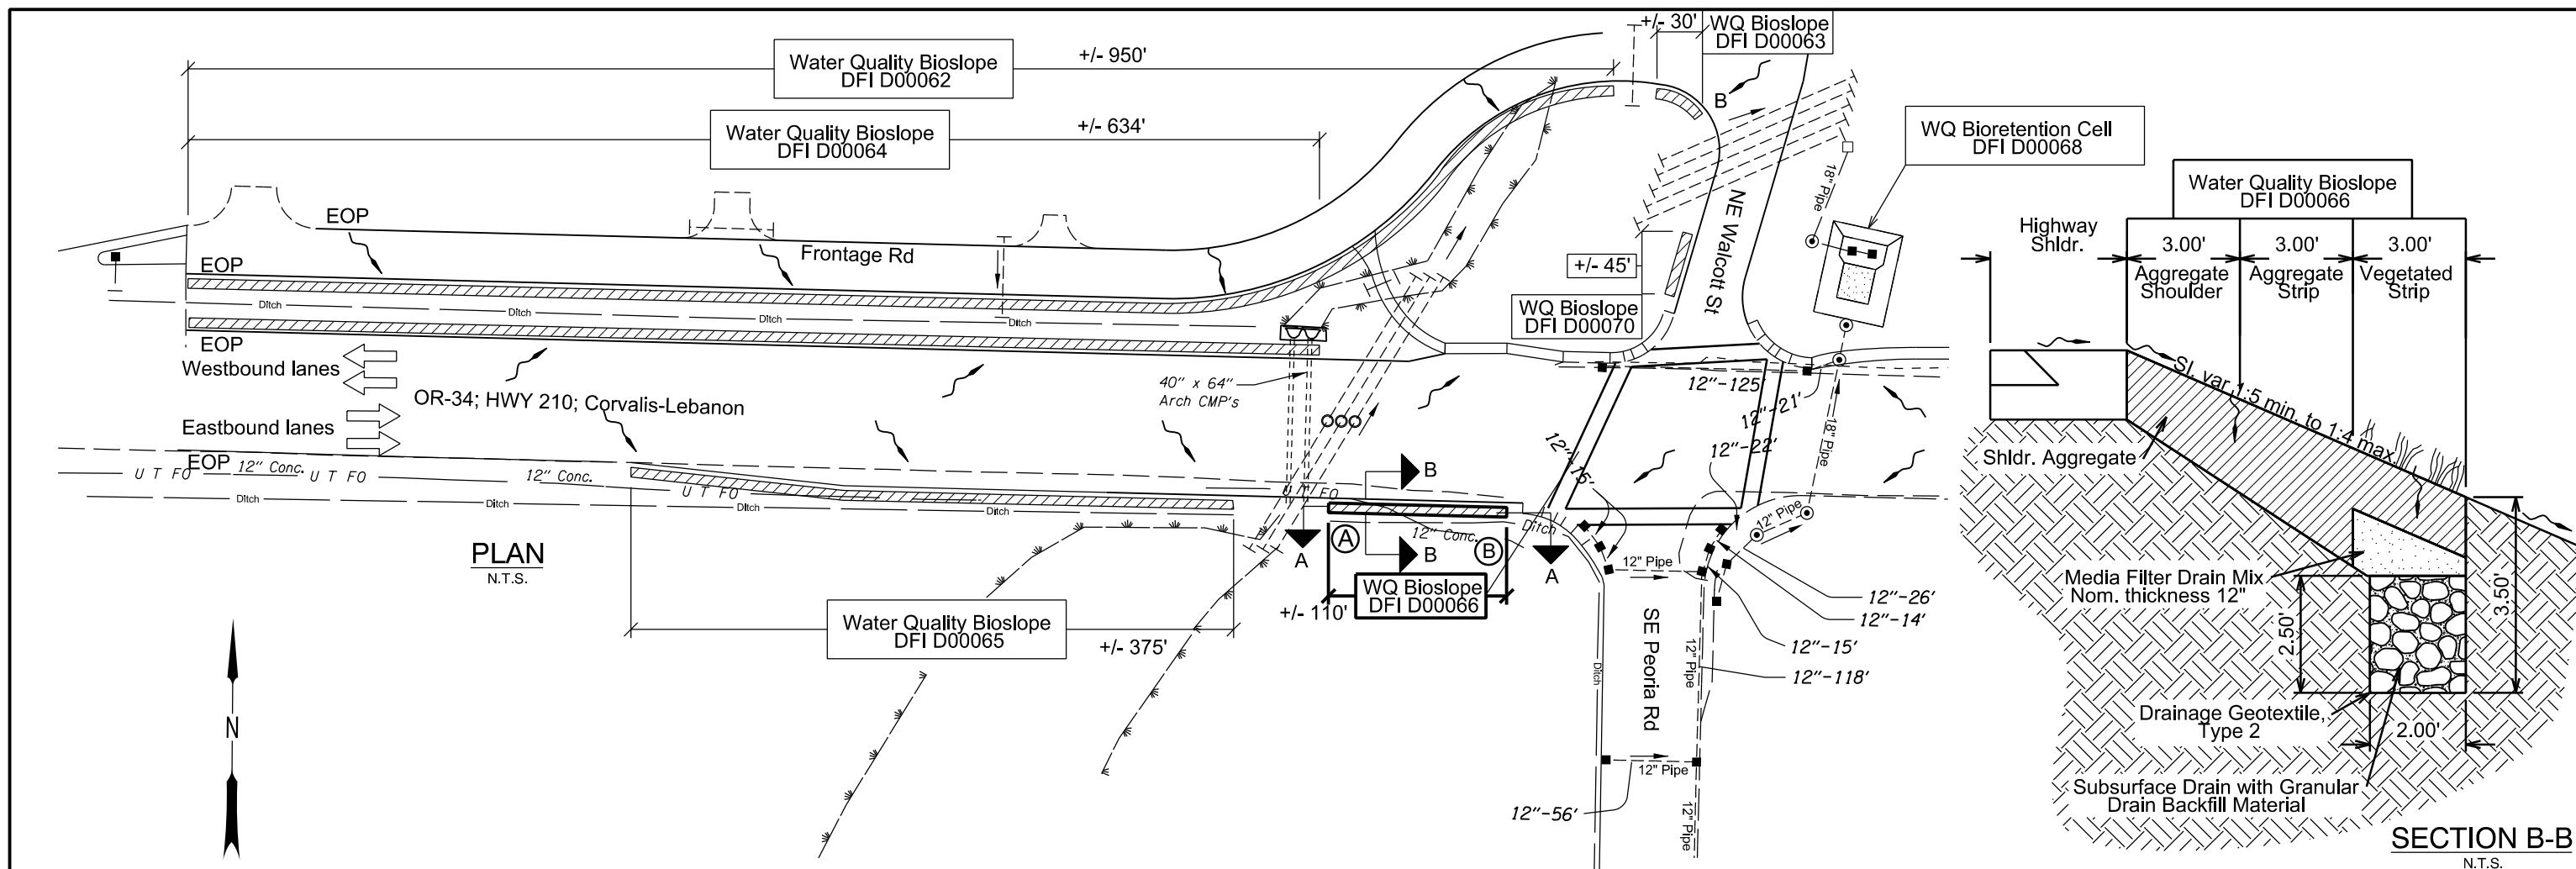 +/- 30'
WQ Bioslope
DFI D00063
Water Quality Bioslope
DFI D00062
+/- 950'
Water Quality Bioslope
DFI D00064
+/- 634'
B
WQ Bioretention Cell
DFI D00068
18" Pipe
NE Walcott St
EOP
Frontage Rd
EOP
Ditch
Ditch
Ditch
Ditch
+/- 45'
WQ Bioslope
DFI D00070
EOP
Westbound lanes
40" x 64"
Arch CMP's
OR-34; HWY 210; Corvalis-Lebanon
Eastbound lanes
12"-125'
12"-21'
12"-22'
12"-15'
18" Pipe
EOP
12" Conc.
U T FO
U T FO
12" Conc.
U T FO
U T FO
Ditch
Ditch
Ditch
B
12" Conc.
Ditch
12" Pipe
A
B
B
A
A
PLAN
N.T.S.
12" Pipe
WQ Bioslope
DFI D00066
+/- 110'
Water Quality Bioslope
DFI D00065
+/- 375'
12"-26'
12"-14'
12"-15'
12"-118'
SE Peoria Rd
12" Pipe
Ditch
12" Pipe
12"-56'
12" Pipe
N
Water Quality Bioslope
DFI D00066
Highway
Shldr.
3.00'
3.00'
3.00'
Aggregate
Shoulder
Aggregate
Strip
Vegetated
Strip
Sl. var. 1:5 min. to 1:4 max.
Shldr. Aggregate
Media Filter Drain Mix
Nom. thickness 12"
2.50'
3.50'
Drainage Geotextile,
Type 2
2.00'
Subsurface Drain with Granular
Drain Backfill Material
SECTION B-B
N.T.S.